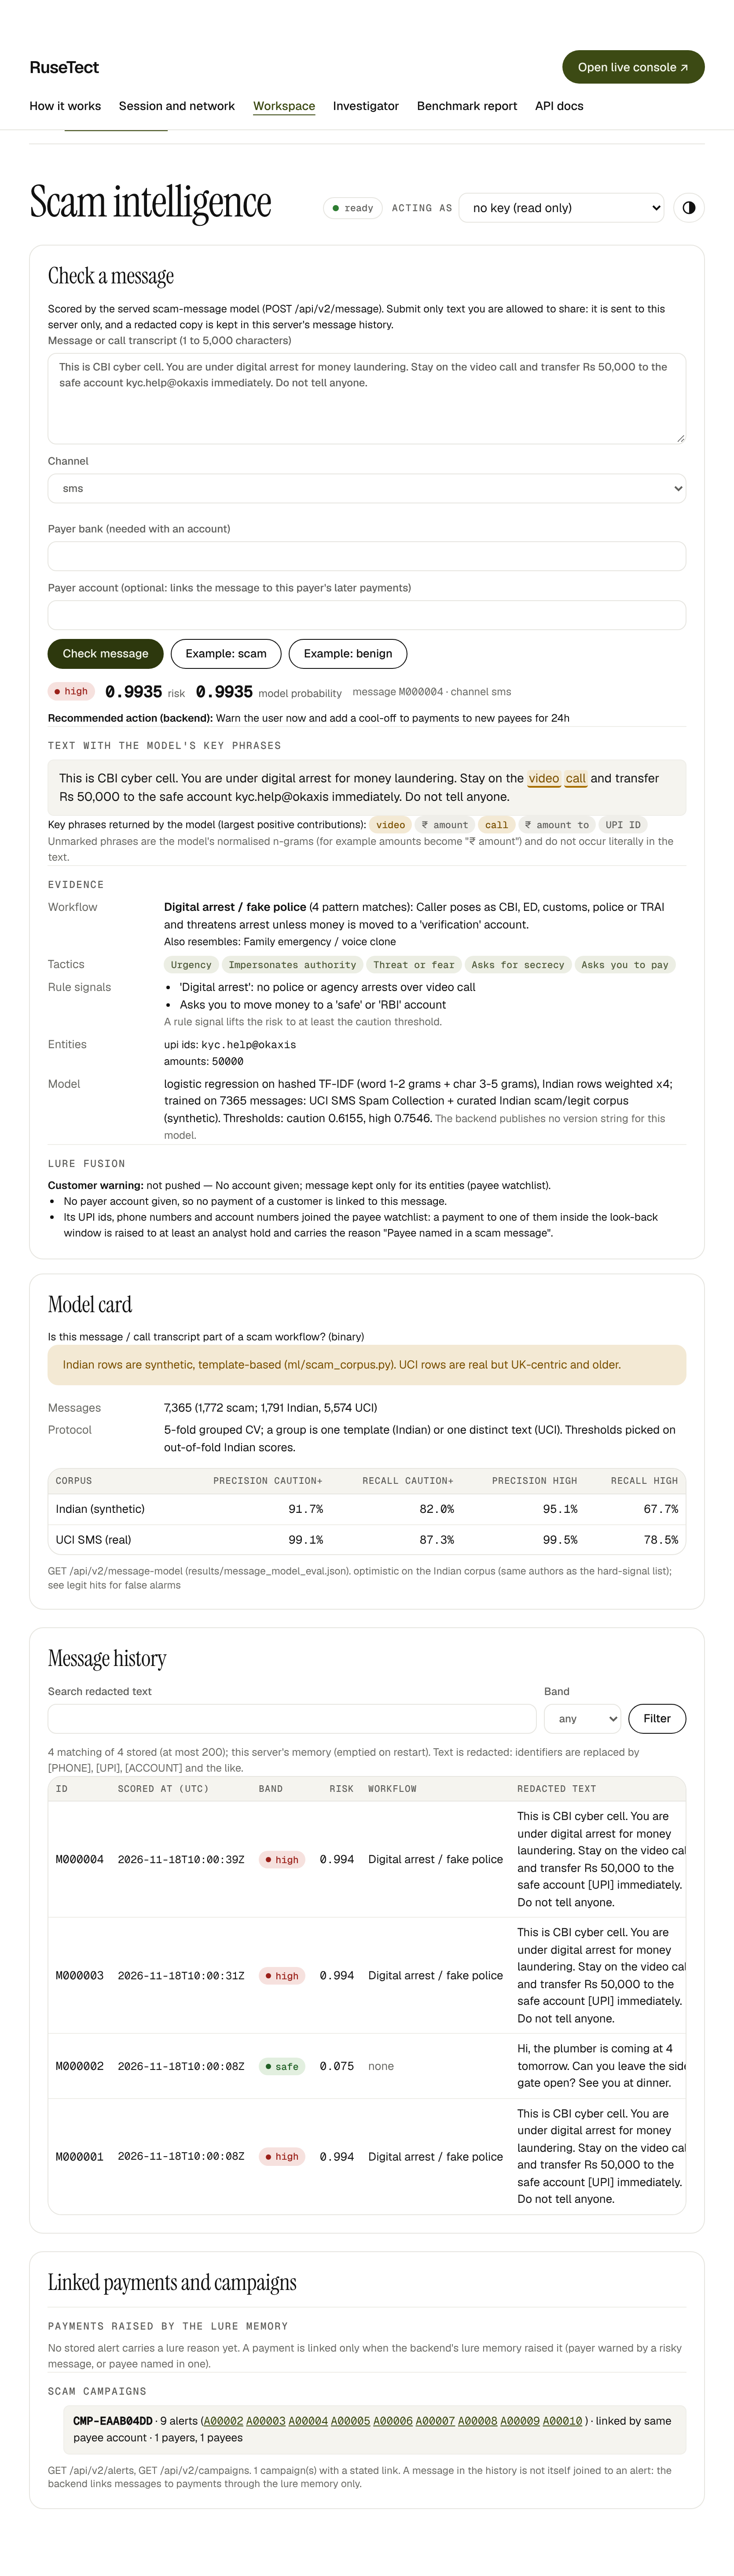 RuseTect
Open live console ↗
How it works Session and network Workspace Investigator Benchmark report API docs
Scam intelligence
ready
ACTING AS
no key (read only)
Check a message
Scored by the served scam-message model (POST /api/v2/message). Submit only text you are allowed to share: it is sent to this
server only, and a redacted copy is kept in this server's message history.
Message or call transcript (1 to 5,000 characters)
This is CBI cyber cell. You are under digital arrest for money laundering. Stay on the video call and transfer Rs 50,000 to the
safe account kyc.help@okaxis immediately. Do not tell anyone.
Channel
sms
Payer bank (needed with an account)
Payer account (optional: links the message to this payer's later payments)
Check message Example: scam Example: benign
high 0.9935 risk 0.9935 model probability message M000004 · channel sms
Recommended action (backend): Warn the user now and add a cool-off to payments to new payees for 24h
TEXT WITH THE MODEL'S KEY PHRASES
This is CBI cyber cell. You are under digital arrest for money laundering. Stay on the video call and transfer
Rs 50,000 to the safe account kyc.help@okaxis immediately. Do not tell anyone.
Key phrases returned by the model (largest positive contributions): video ₹ amount call ₹ amount to UPI ID
Unmarked phrases are the model's normalised n-grams (for example amounts become "₹ amount") and do not occur literally in the
text.
EVIDENCE
Workflow Digital arrest / fake police (4 pattern matches): Caller poses as CBI, ED, customs, police or TRAI
and threatens arrest unless money is moved to a 'verification' account.
Also resembles: Family emergency / voice clone
Tactics Urgency Impersonates authority Threat or fear Asks for secrecy Asks you to pay
Rule signals • 'Digital arrest': no police or agency arrests over video call
• Asks you to move money to a 'safe' or 'RBI' account
A rule signal lifts the risk to at least the caution threshold.
Entities upi ids: kyc.help@okaxis
amounts: 50000
Model logistic regression on hashed TF-IDF (word 1-2 grams + char 3-5 grams), Indian rows weighted x4;
trained on 7365 messages: UCI SMS Spam Collection + curated Indian scam/legit corpus
(synthetic). Thresholds: caution 0.6155, high 0.7546. The backend publishes no version string for this
model.
LURE FUSION
Customer warning: not pushed — No account given; message kept only for its entities (payee watchlist).
• No payer account given, so no payment of a customer is linked to this message.
• Its UPI ids, phone numbers and account numbers joined the payee watchlist: a payment to one of them inside the look-back
window is raised to at least an analyst hold and carries the reason "Payee named in a scam message".
Model card
Is this message / call transcript part of a scam workflow? (binary)
Indian rows are synthetic, template-based (ml/scam_corpus.py). UCI rows are real but UK-centric and older.
Messages 7,365 (1,772 scam; 1,791 Indian, 5,574 UCI)
Protocol 5-fold grouped CV; a group is one template (Indian) or one distinct text (UCI). Thresholds picked on
out-of-fold Indian scores.
CORPUS PRECISION CAUTION+ RECALL CAUTION+ PRECISION HIGH RECALL HIGH
Indian (synthetic) 91.7% 82.0% 95.1% 67.7%
UCI SMS (real) 99.1% 87.3% 99.5% 78.5%
GET /api/v2/message-model (results/message_model_eval.json). optimistic on the Indian corpus (same authors as the hard-signal list);
see legit hits for false alarms
Message history
Search redacted text Band
any Filter
4 matching of 4 stored (at most 200); this server's memory (emptied on restart). Text is redacted: identifiers are replaced by
[PHONE], [UPI], [ACCOUNT] and the like.
ID SCORED AT (UTC) BAND RISK WORKFLOW REDACTED TEXT
This is CBI cyber cell. You are
under digital arrest for money
laundering. Stay on the video cal
M000004 2026-11-18T10:00:39Z high 0.994 Digital arrest / fake police and transfer Rs 50,000 to the
safe account [UPI] immediately.
Do not tell anyone.
This is CBI cyber cell. You are
under digital arrest for money
laundering. Stay on the video cal
M000003 2026-11-18T10:00:31Z high 0.994 Digital arrest / fake police and transfer Rs 50,000 to the
safe account [UPI] immediately.
Do not tell anyone.
Hi, the plumber is coming at 4
M000002 2026-11-18T10:00:08Z safe 0.075 none tomorrow. Can you leave the side
gate open? See you at dinner.
This is CBI cyber cell. You are
under digital arrest for money
laundering. Stay on the video cal
M000001 2026-11-18T10:00:08Z high 0.994 Digital arrest / fake police and transfer Rs 50,000 to the
safe account [UPI] immediately.
Do not tell anyone.
Linked payments and campaigns
PAYMENTS RAISED BY THE LURE MEMORY
No stored alert carries a lure reason yet. A payment is linked only when the backend's lure memory raised it (payer warned by a risky
message, or payee named in one).
SCAM CAMPAIGNS
CMP-EAAB04DD · 9 alerts (A00002 A00003 A00004 A00005 A00006 A00007 A00008 A00009 A00010 ) · linked by same
payee account · 1 payers, 1 payees
GET /api/v2/alerts, GET /api/v2/campaigns. 1 campaign(s) with a stated link. A message in the history is not itself joined to an alert: the
backend links messages to payments through the lure memory only.